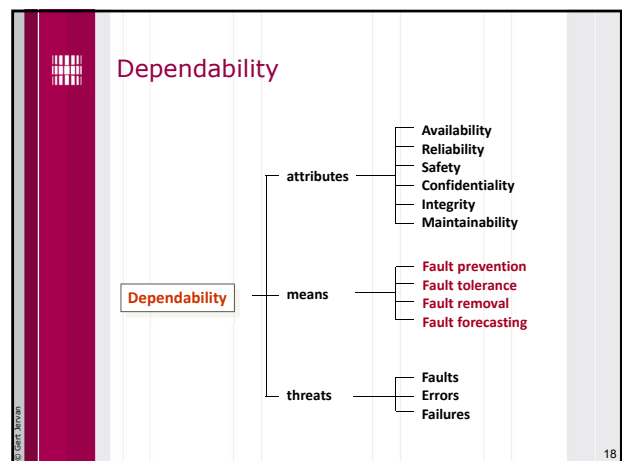 Dependability
Availability
Reliability
Safety
Confidentiality
Integrity
Maintainability
attributes
Dependability
means
Fault prevention
Fault tolerance
Fault removal
Fault forecasting
threats
Faults
Errors
Failures
© Gert Jervan
18